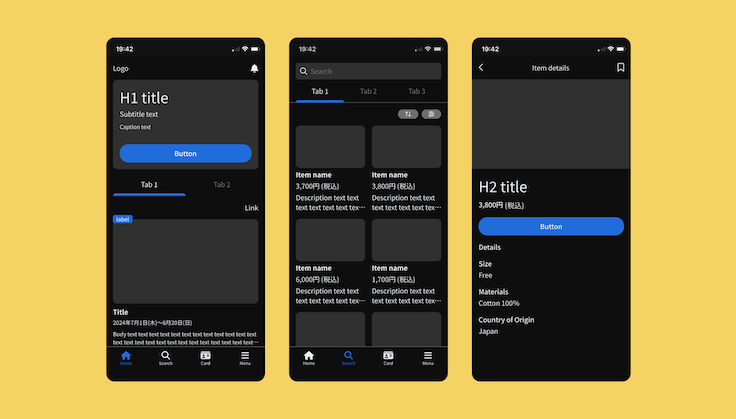 19:42
Logo
H1 title
Subtitle text
Caption text
Button
Tab 1
Tab 2
Link
label
Title
2024年7月1日(木)〜8月20日(日)
Body text text text text text text text text text text
text text text text text text text text text text tex…
Home
Search
Card
Menu
19:42
Search
Tab 1
Tab 2
Tab 3
Item name
3,700円 (税込)
Description text text
text text text text tex…
Item name
3,800円 (税込)
Description text text
text text text text tex…
Item name
6,000円 (税込)
Description text text
text text text text tex…
Item name
1,700円 (税込)
Description text text
text text text text tex…
Home
Search
Card
Menu
19:42
Item details
H2 title
3,800円 (税込)
Button
Details
Size
Free
Materials
Cotton 100%
Country of Origin
Japan